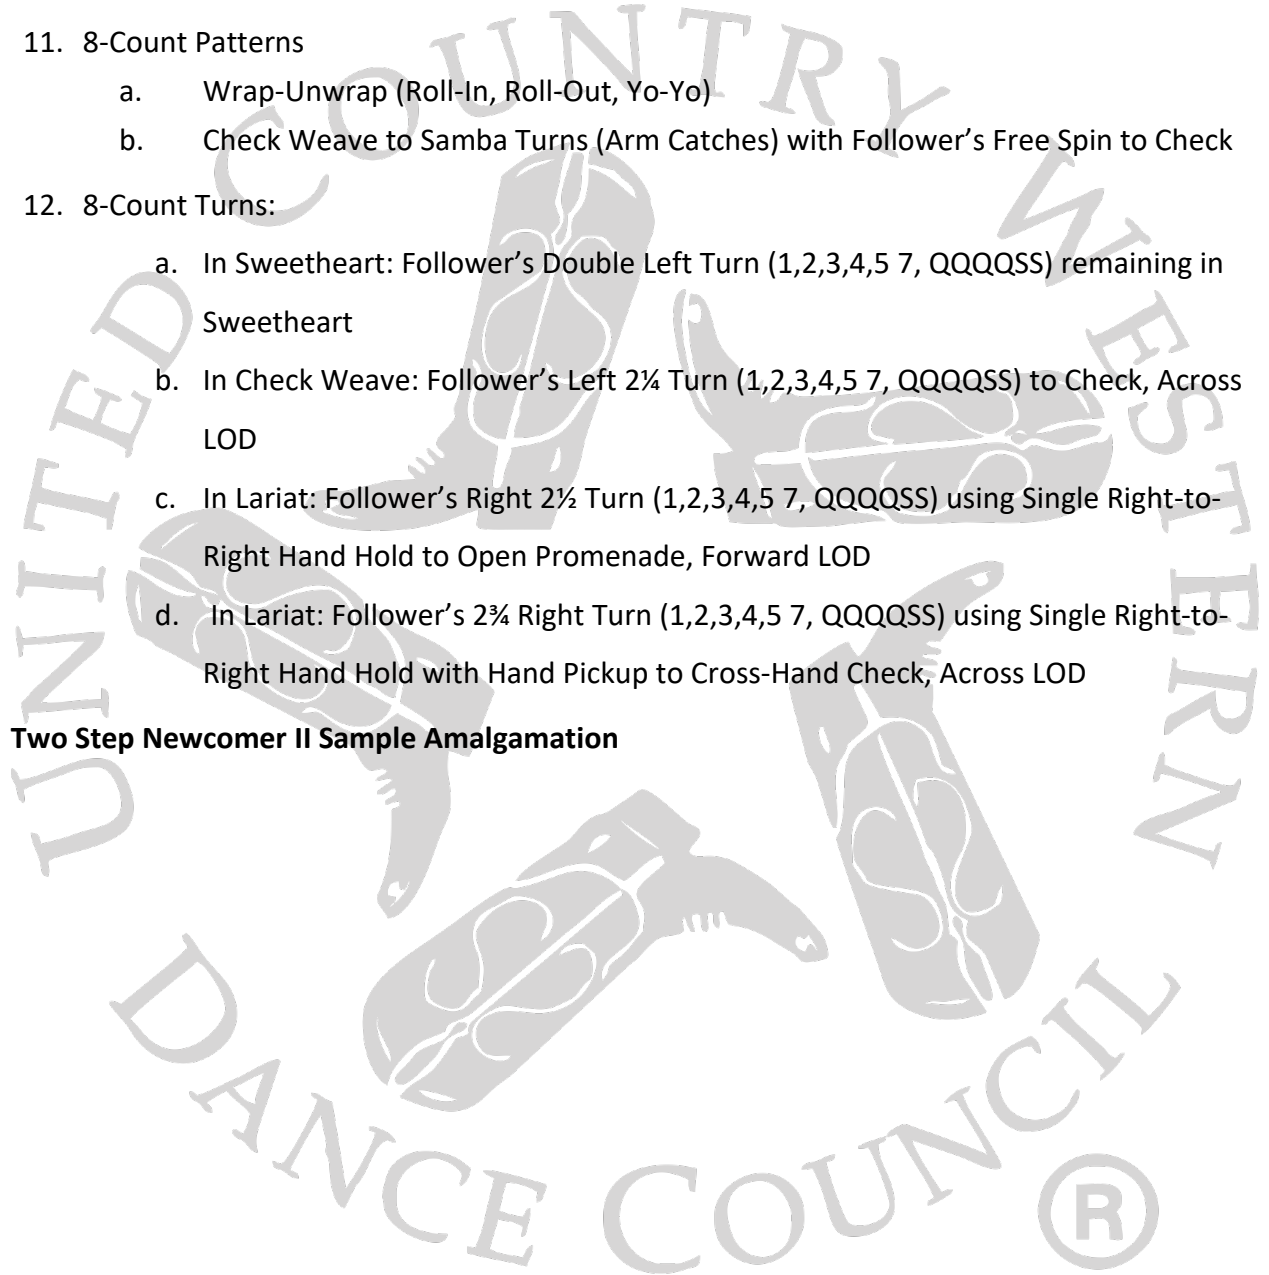 11. 8-Count Patterns
a. Wrap-Unwrap (Roll-In, Roll-Out, Yo-Yo)
b. Check Weave to Samba Turns (Arm Catches) with Follower’s Free Spin to Check
12. 8-Count Turns:
a. In Sweetheart: Follower’s Double Left Turn (1,2,3,4,5 7, QQQQSS) remaining in
Sweetheart
b. In Check Weave: Follower’s Left 2¼ Turn (1,2,3,4,5 7, QQQQSS) to Check, Across
LOD
c. In Lariat: Follower’s Right 2½ Turn (1,2,3,4,5 7, QQQQSS) using Single Right-to-
Right Hand Hold to Open Promenade, Forward LOD
d. In Lariat: Follower’s 2¾ Right Turn (1,2,3,4,5 7, QQQQSS) using Single Right-to-
Right Hand Hold with Hand Pickup to Cross-Hand Check, Across LOD
Two Step Newcomer II Sample Amalgamation
UNITED COUNTRY WESTERN
DANCE COUNCIL ®